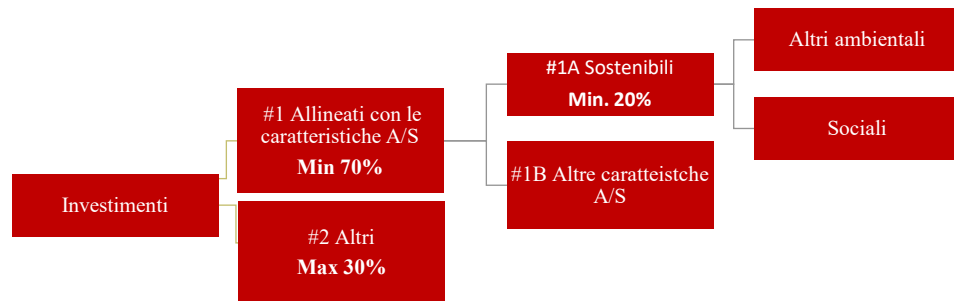 Investimenti
#1 Allineati con le
caratteristiche A/S
Min 70%
#2 Altri
Max 30%
#1A Sostenibili
Min. 20%
#1B Altre caratteistche
A/S
Altri ambientali
Sociali